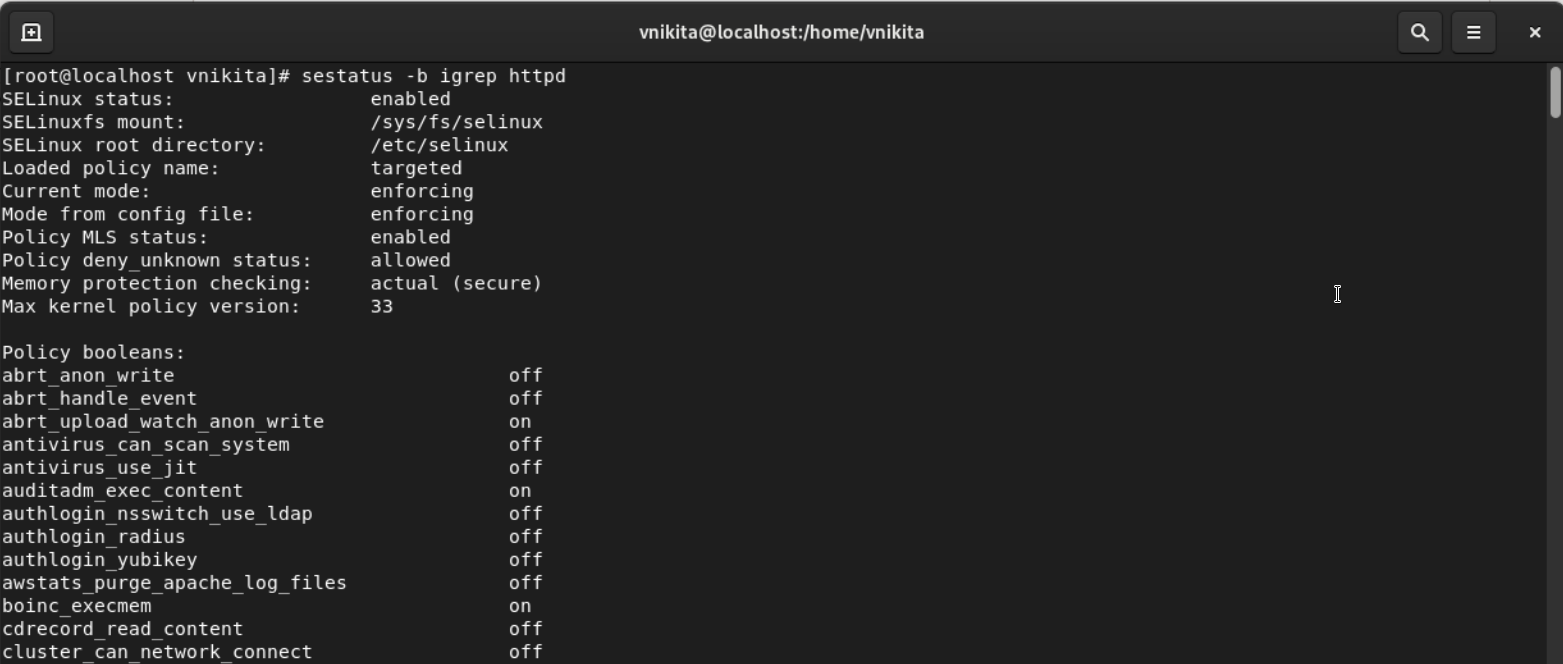 vnikita@localhost:/home/vnikita
[root@localhost vnikita]# sestatus -b igrep httpd
SELinux status: enabled
SELinuxfs mount: /sys/fs/selinux
SELinux root directory: /etc/selinux
Loaded policy name: targeted
Current mode: enforcing
Mode from config file: enforcing
Policy MLS status: enabled
Policy deny_unknown status: allowed
Memory protection checking: actual (secure)
Max kernel policy version: 33
Policy booleans:
abrt_anon_write off
abrt_handle_event off
abrt_upload_watch_anon_write on
antivirus_can_scan_system off
antivirus_use_jit off
auditadm_exec_content on
authlogin_nsswitch_use_ldap off
authlogin_radius off
authlogin_yubikey off
awstats_purge_apache_log_files off
boinc_execmem on
cdrecord_read_content off
cluster_can_network_connect off